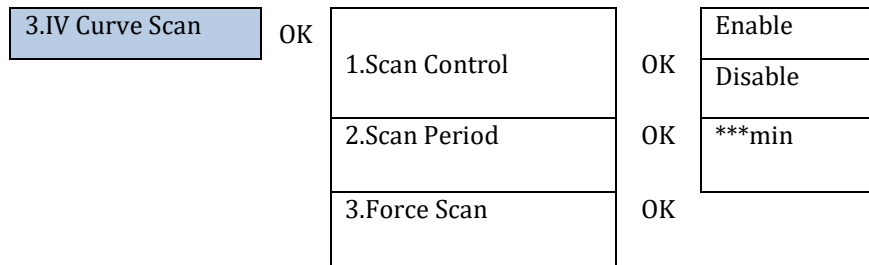 3.IV Curve Scan
OK
1.Scan Control
OK
Enable
Disable
2.Scan Period
OK
***min
3.Force Scan
OK